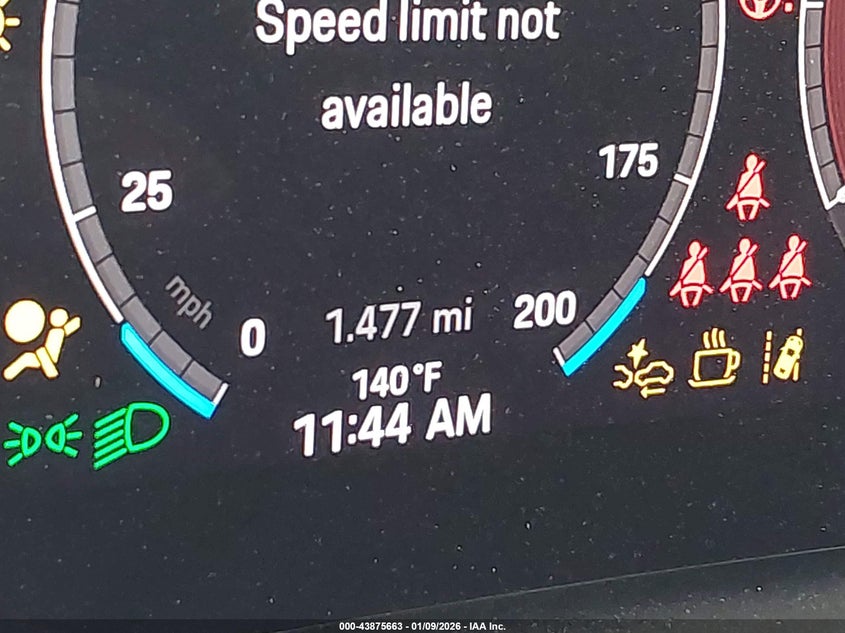 Speed limit not
available
175
25
mph
0
1.477 mi
200
140°F
11:44 AM
000-43875663 - 01/09/2026 - IAA Inc.